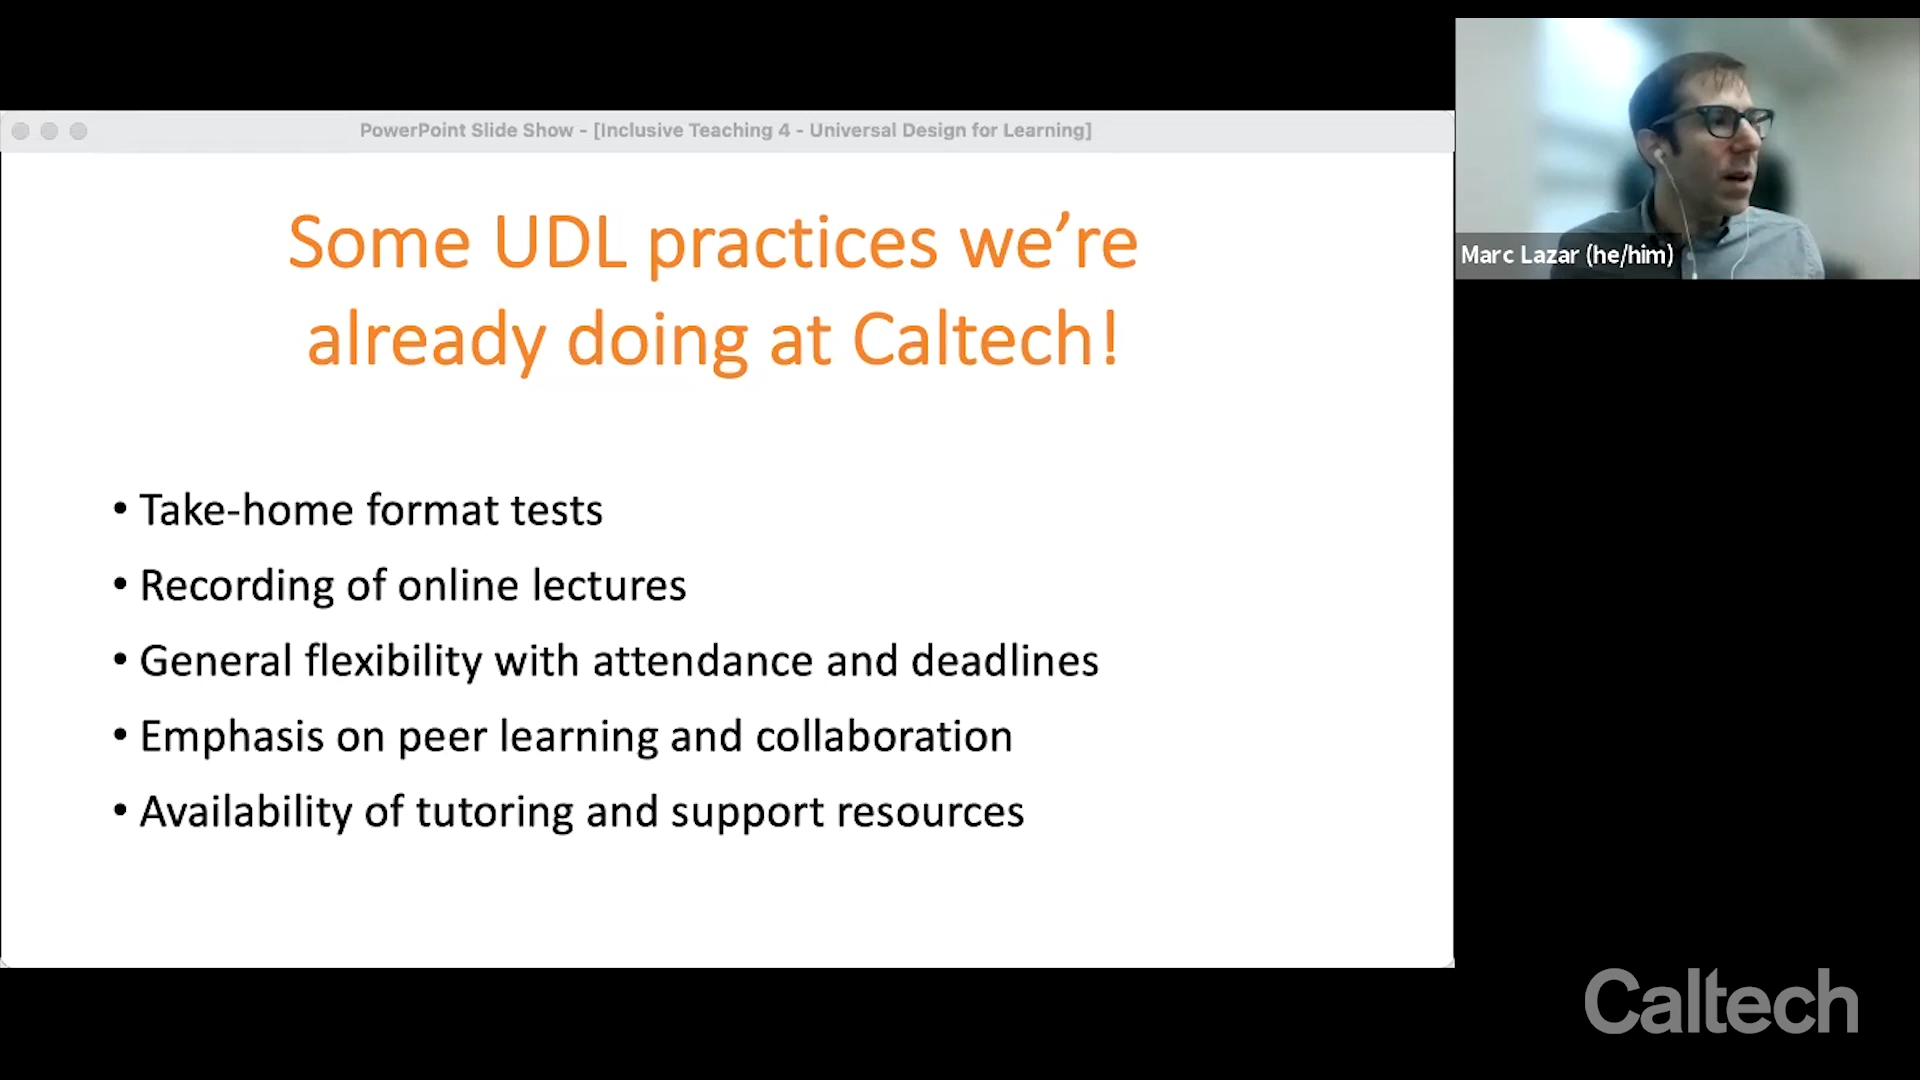 PowerPoint Slide Show - [Inclusive Teaching 4 - Universal Design for Learning]
Some UDL practices we’re
already doing at Caltech!
• Take-home format tests
• Recording of online lectures
• General flexibility with attendance and deadlines
• Emphasis on peer learning and collaboration
• Availability of tutoring and support resources
Marc Lazar (he/him)
Caltech